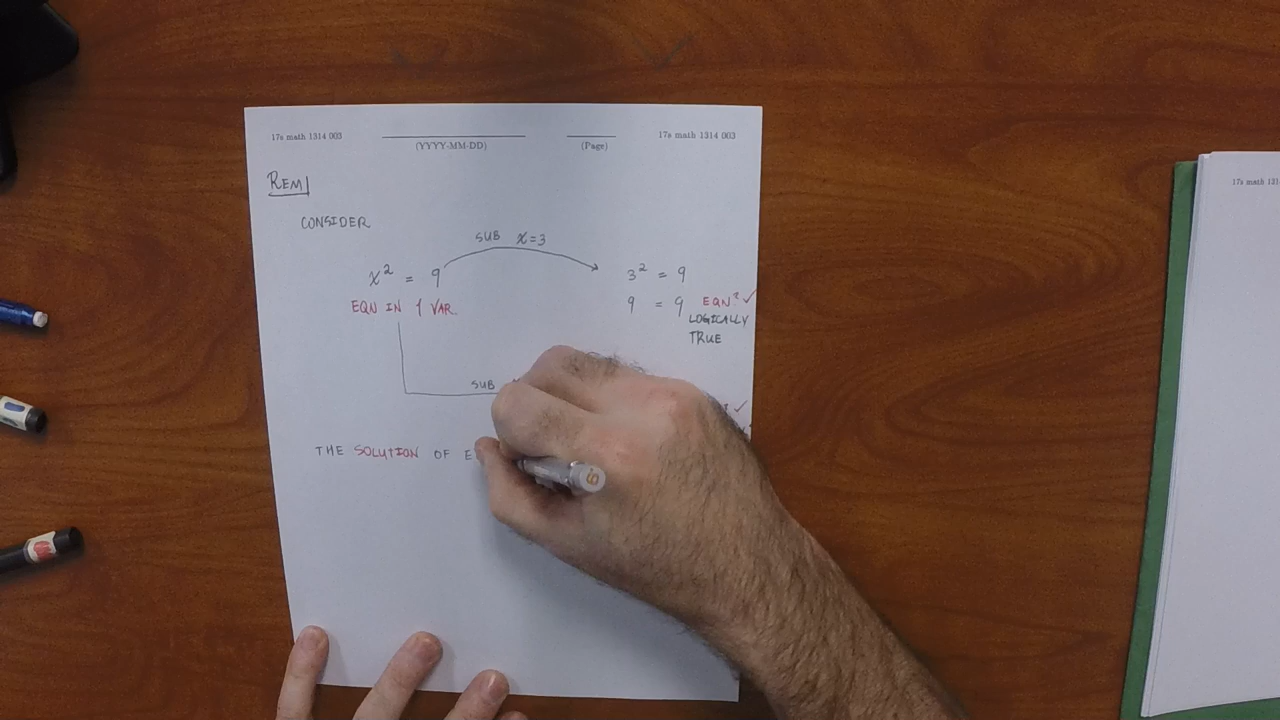 17s math 1314 003
(YYYY-MM-DD)
(Page)
17s math 1314 003
REM
CONSIDER
SUB x=3
x² = 9
3² = 9
EQN IN 1 VAR.
9 = 9 EQN? ✓
LOGICALLY
TRUE
SUB
? ✓
THE SOLUTION OF E
17s math 131